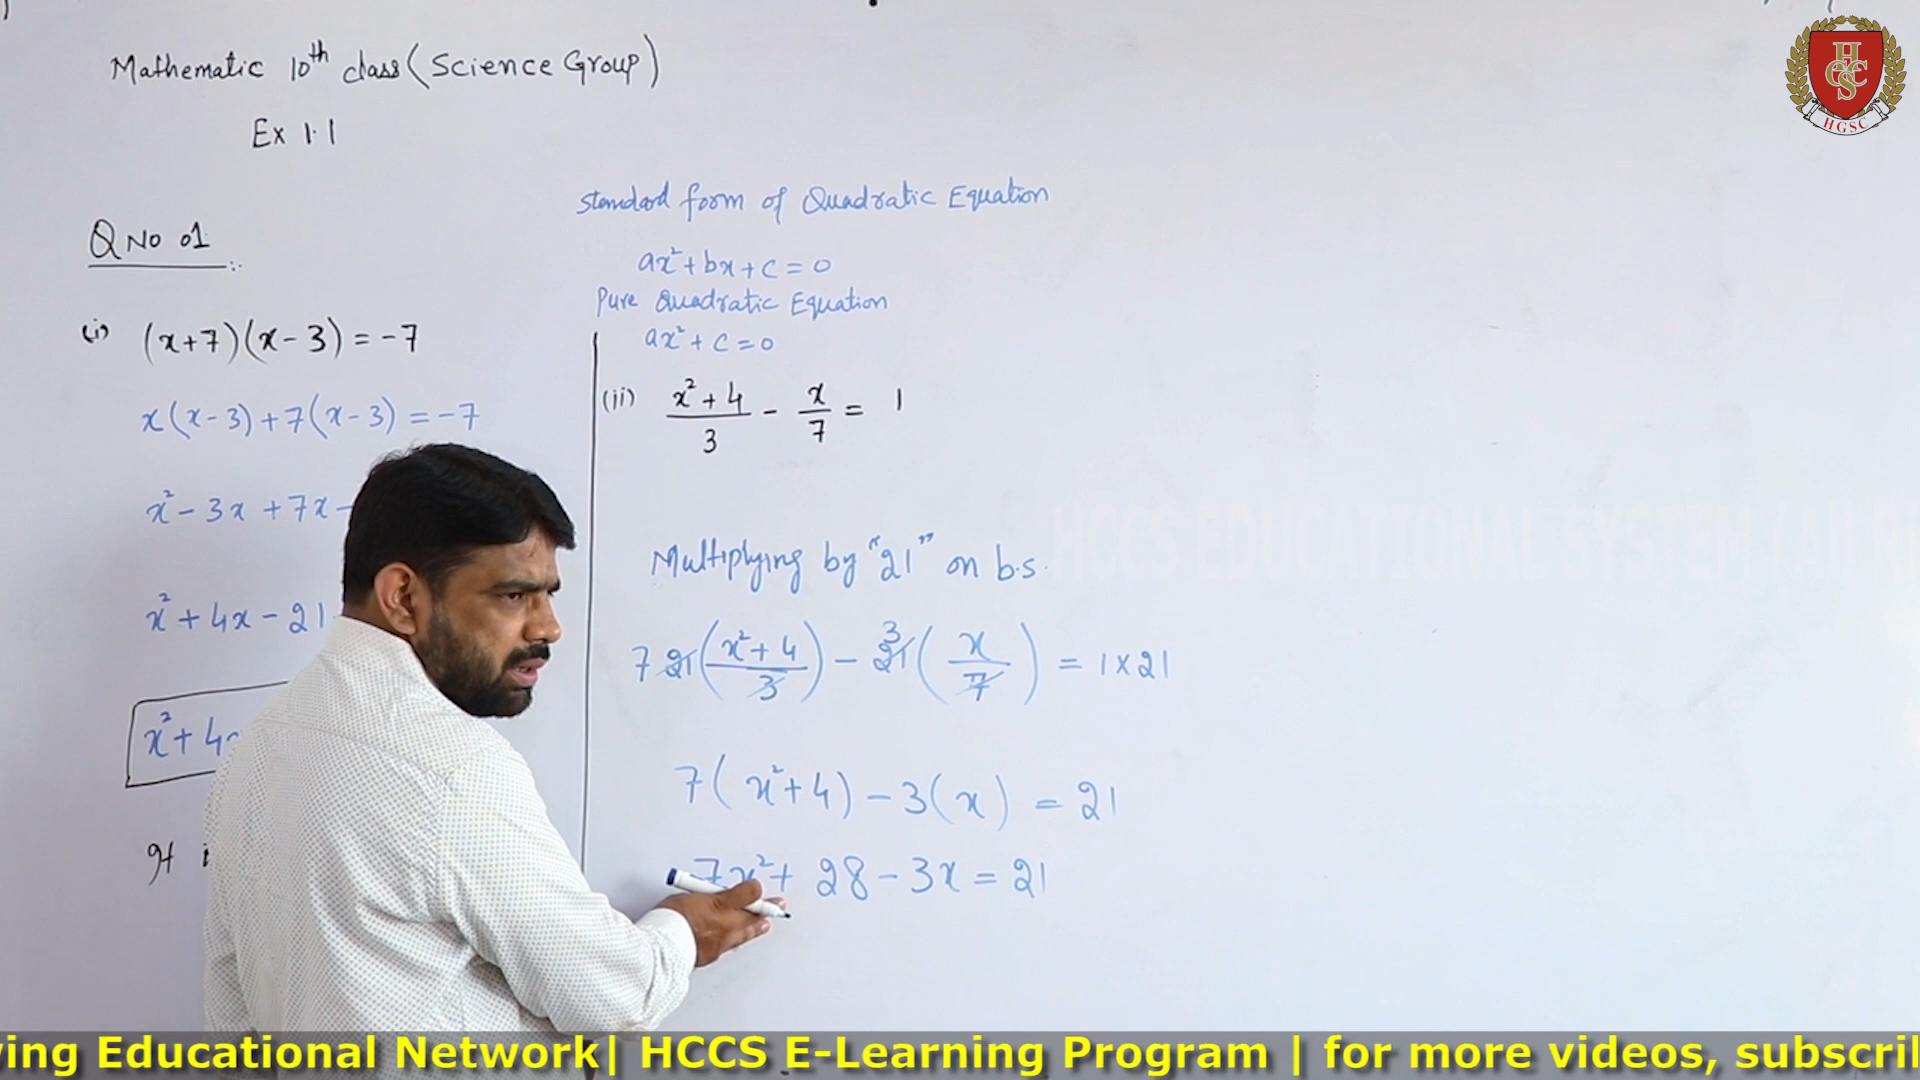 Mathematic 10th class (Science Group)
Ex 1.1
Q No 01
(i) (x+7)(x-3) = -7
x(x-3)+7(x-3) = -7
x²-3x+7x-
x²+4x-21
x²+4
It i
Standard form of Quadratic Equation
ax²+bx+c=0
Pure Quadratic Equation
ax²+c=0
(ii) x²+4/3 - x/7 = 1
Multiplying by "21" on b.s.
7 21(x²+4/3) - 3 21(x/7) = 1×21
7(x²+4)-3(x) = 21
7x²+28-3x=21
HGSC
HCCS EDUCATIONAL SYSTEM
ving Educational Network| HCCS E-Learning Program | for more videos, subscri